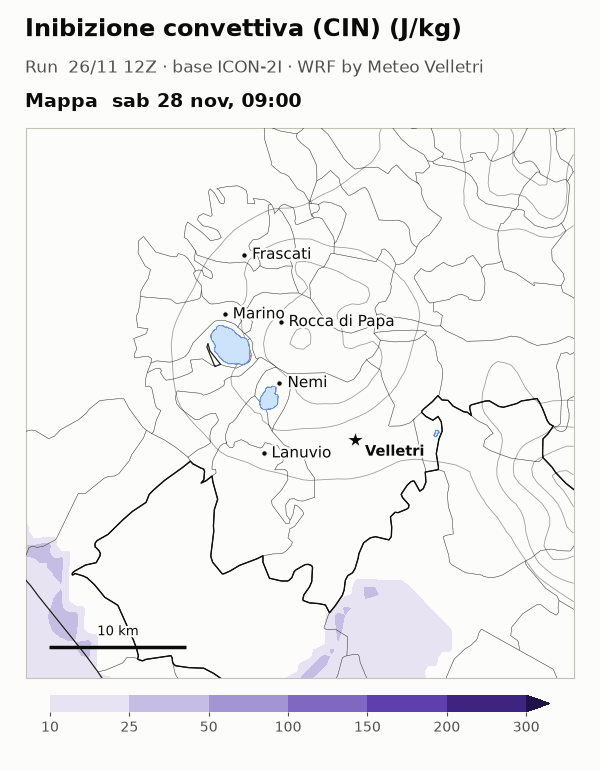 Inibizione convettiva (CIN) (J/kg)
Run  26/11 12Z · base ICON-2I · WRF by Meteo Velletri
Mappa  sab 28 nov, 09:00
Frascati
Marino
Rocca di Papa
Nemi
Velletri
Lanuvio
10 km
10 25 50 100 150 200 300